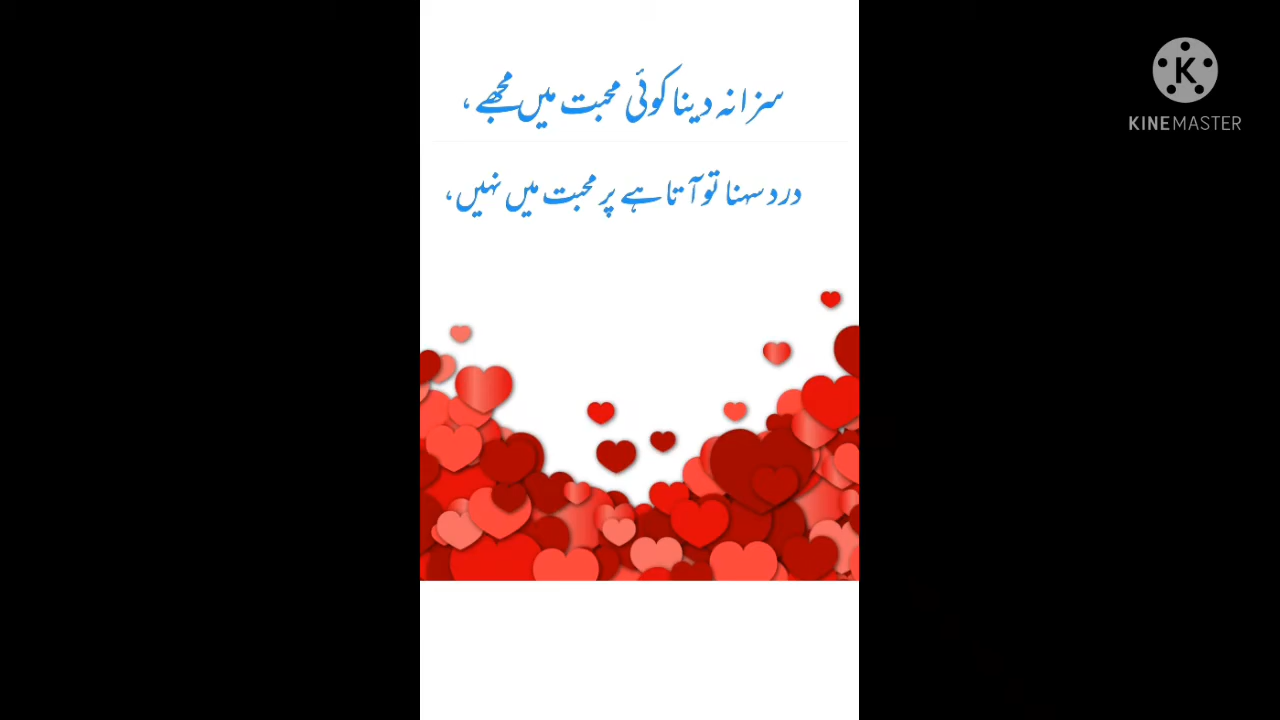 سزا نہ دینا کوئی محبت میں مجھے،
درد سہنا تو آتا ہے پر محبت میں نہیں،
K
KINEMASTER